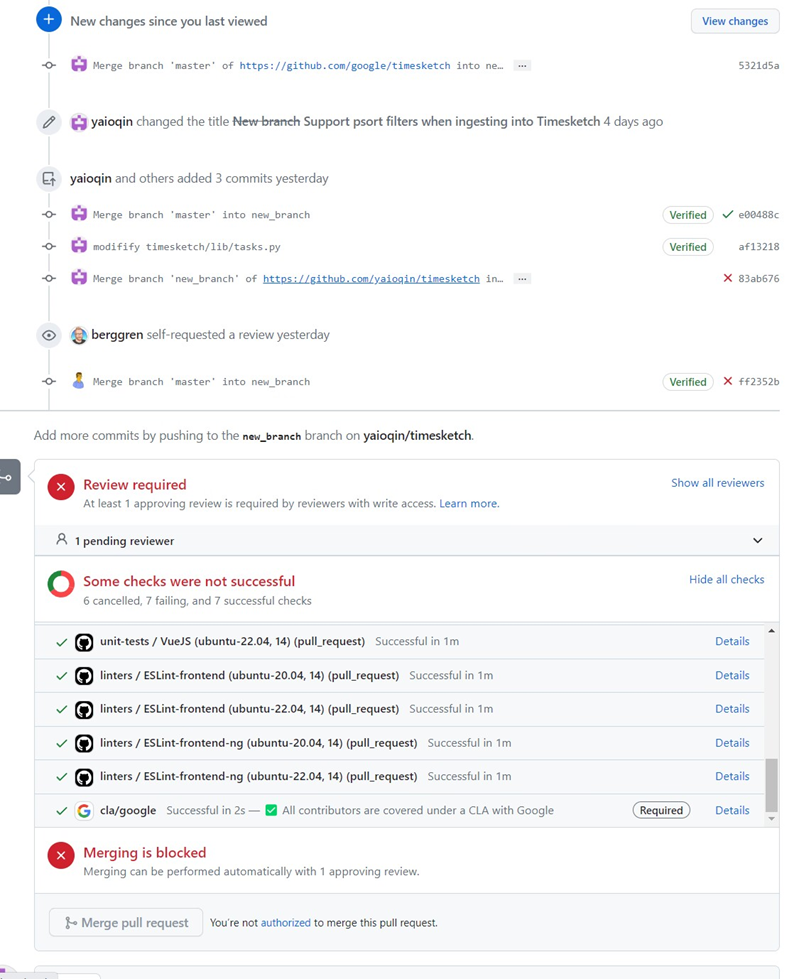 New changes since you last viewed View changes
Merge branch 'master' of https://github.com/google/timesketch into ne… … 5321d5a
yaioqin changed the title New branch Support psort filters when ingesting into Timesketch 4 days ago
yaioqin and others added 3 commits yesterday
Merge branch 'master' into new_branch Verified e00488c
modifify timesketch/lib/tasks.py Verified af13218
Merge branch 'new_branch' of https://github.com/yaioqin/timesketch in… … 83ab676
berggren self-requested a review yesterday
Merge branch 'master' into new_branch Verified ff2352b
Add more commits by pushing to the new_branch branch on yaioqin/timesketch.
Review required Show all reviewers
At least 1 approving review is required by reviewers with write access. Learn more.
1 pending reviewer
Some checks were not successful Hide all checks
6 cancelled, 7 failing, and 7 successful checks
unit-tests / VueJS (ubuntu-22.04, 14) (pull_request) Successful in 1m Details
linters / ESLint-frontend (ubuntu-20.04, 14) (pull_request) Successful in 1m Details
linters / ESLint-frontend (ubuntu-22.04, 14) (pull_request) Successful in 1m Details
linters / ESLint-frontend-ng (ubuntu-20.04, 14) (pull_request) Successful in 1m Details
linters / ESLint-frontend-ng (ubuntu-22.04, 14) (pull_request) Successful in 1m Details
cla/google Successful in 2s — ✅ All contributors are covered under a CLA with Google Required Details
Merging is blocked
Merging can be performed automatically with 1 approving review.
Merge pull request You're not authorized to merge this pull request.